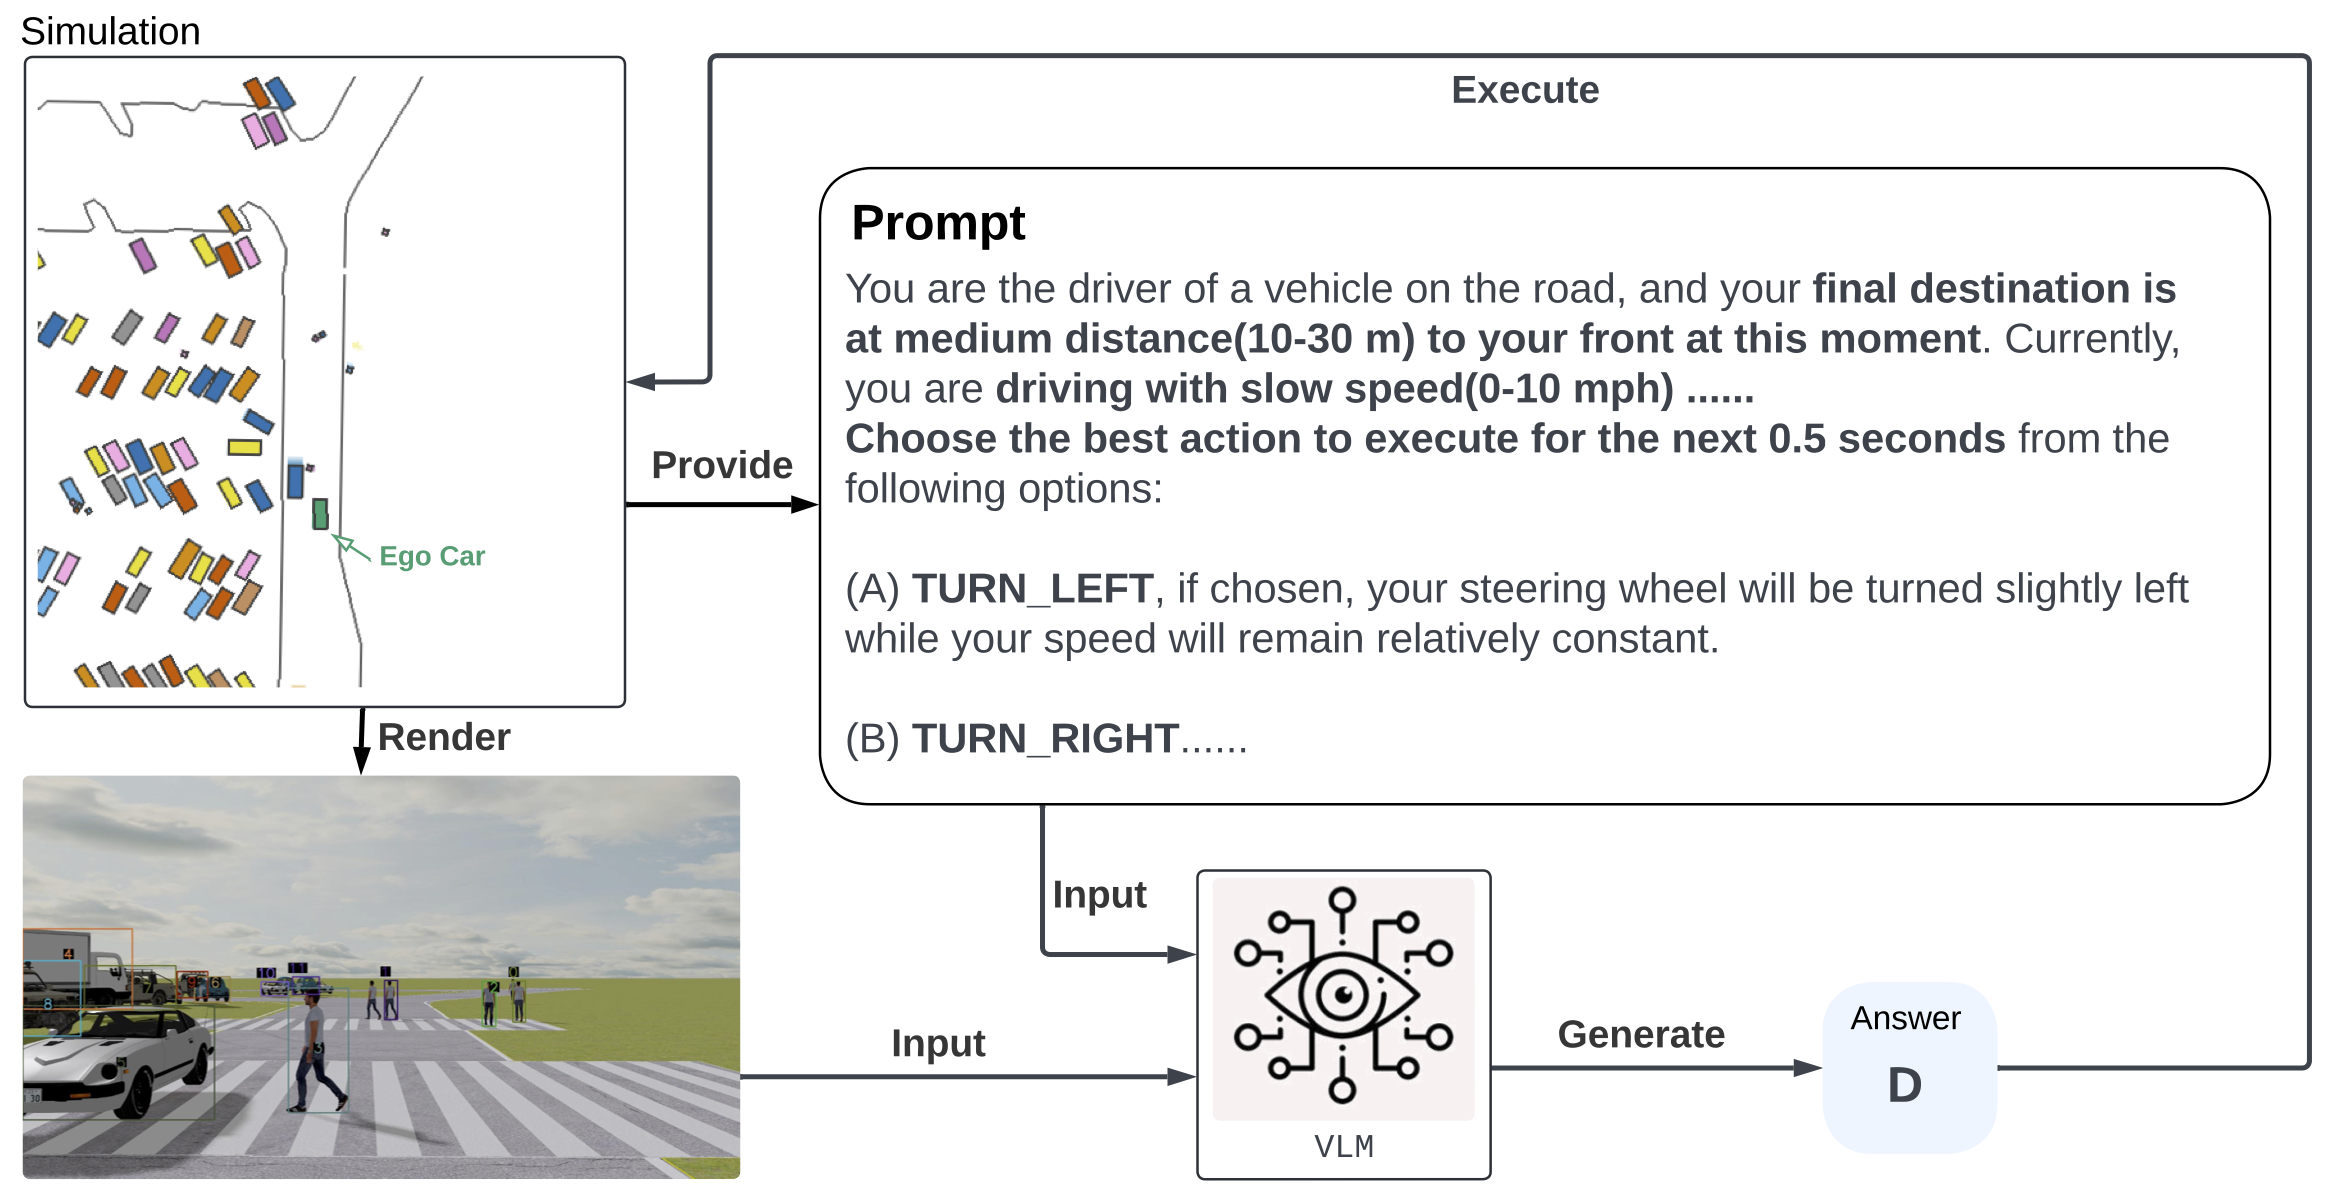 Simulation
Execute
Prompt
You are the driver of a vehicle on the road, and your final destination is
at medium distance(10-30 m) to your front at this moment. Currently,
you are driving with slow speed(0-10 mph) ......
Choose the best action to execute for the next 0.5 seconds from the
following options:
(A) TURN_LEFT, if chosen, your steering wheel will be turned slightly left
while your speed will remain relatively constant.
(B) TURN_RIGHT......
Provide
Ego Car
Render
4
8
7
9
6
10
11
1
2
0
3
5
30
Input
Input
VLM
Generate
Answer
D